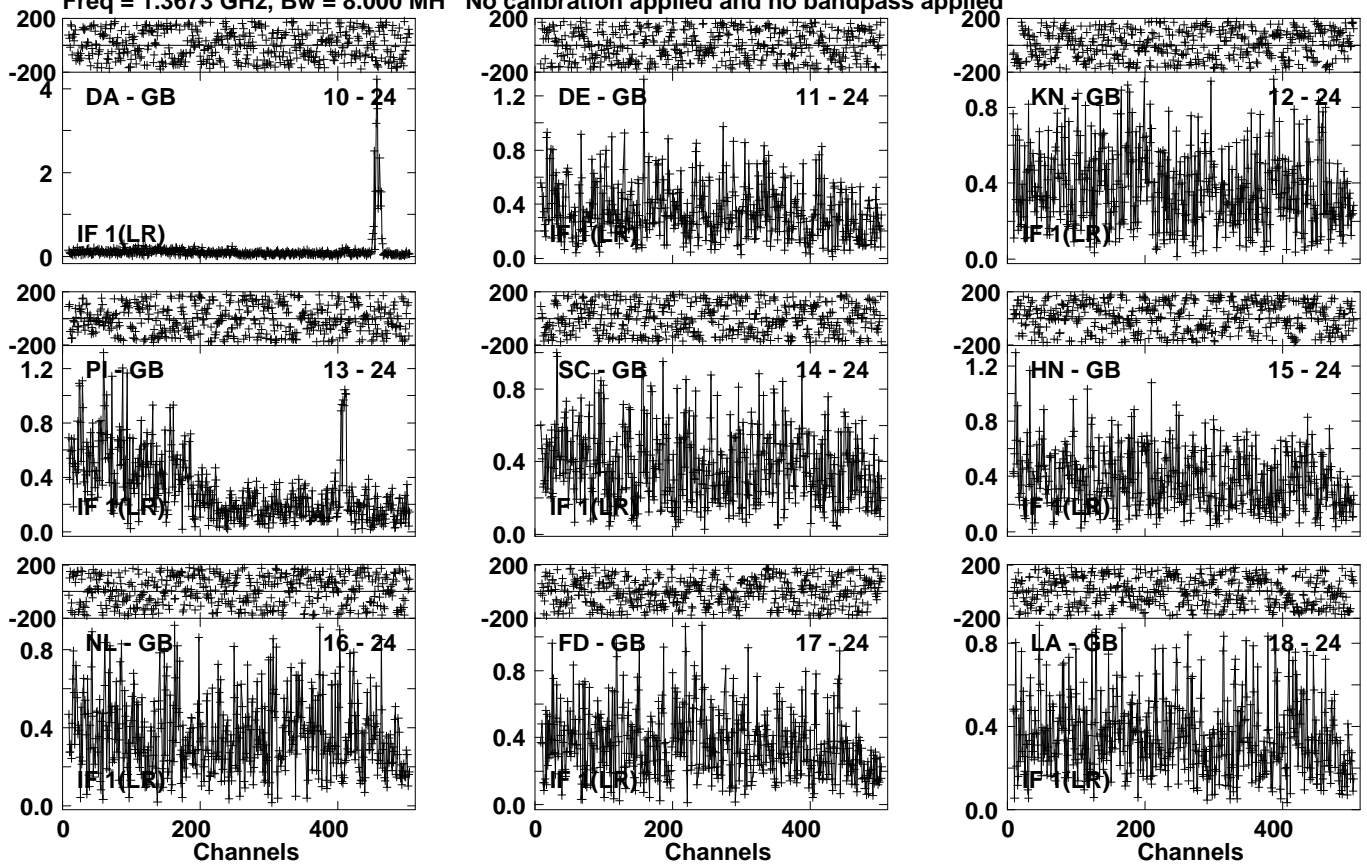 Freq = 1.3673 GHz, Bw = 8.000 MH No calibration applied and no bandpass applied
200
-200
DA - GB 10 - 24
4
2
0
IF 1(LR)
200
-200
DE - GB 11 - 24
1.2
0.8
0.4
0.0
IF 1(LR)
200
-200
KN - GB 12 - 24
0.8
0.4
0.0
IF 1(LR)
200
-200
PI - GB 13 - 24
1.2
0.8
0.4
0.0
IF 1(LR)
200
-200
SC - GB 14 - 24
0.8
0.4
0.0
IF 1(LR)
200
-200
HN - GB 15 - 24
1.2
0.8
0.4
0.0
IF 1(LR)
200
-200
NL - GB 16 - 24
0.8
0.4
0.0
IF 1(LR)
0 200 400
Channels
200
-200
FD - GB 17 - 24
0.8
0.4
0.0
IF 1(LR)
0 200 400
Channels
200
-200
LA - GB 18 - 24
0.8
0.4
0.0
IF 1(LR)
0 200 400
Channels